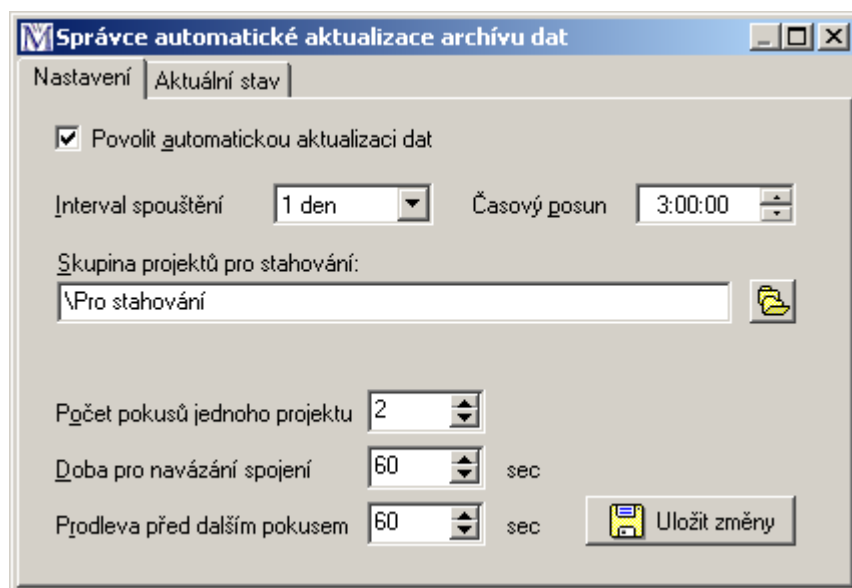 Správce automatické aktualizace archívu dat
Nastavení Aktuální stav
Povolit automatickou aktualizaci dat
Interval spouštění 1 den Časový posun 3:00:00
Skupina projektů pro stahování:
\Pro stahování
Počet pokusů jednoho projektu 2
Doba pro navázání spojení 60 sec
Prodleva před dalším pokusem 60 sec Uložit změny